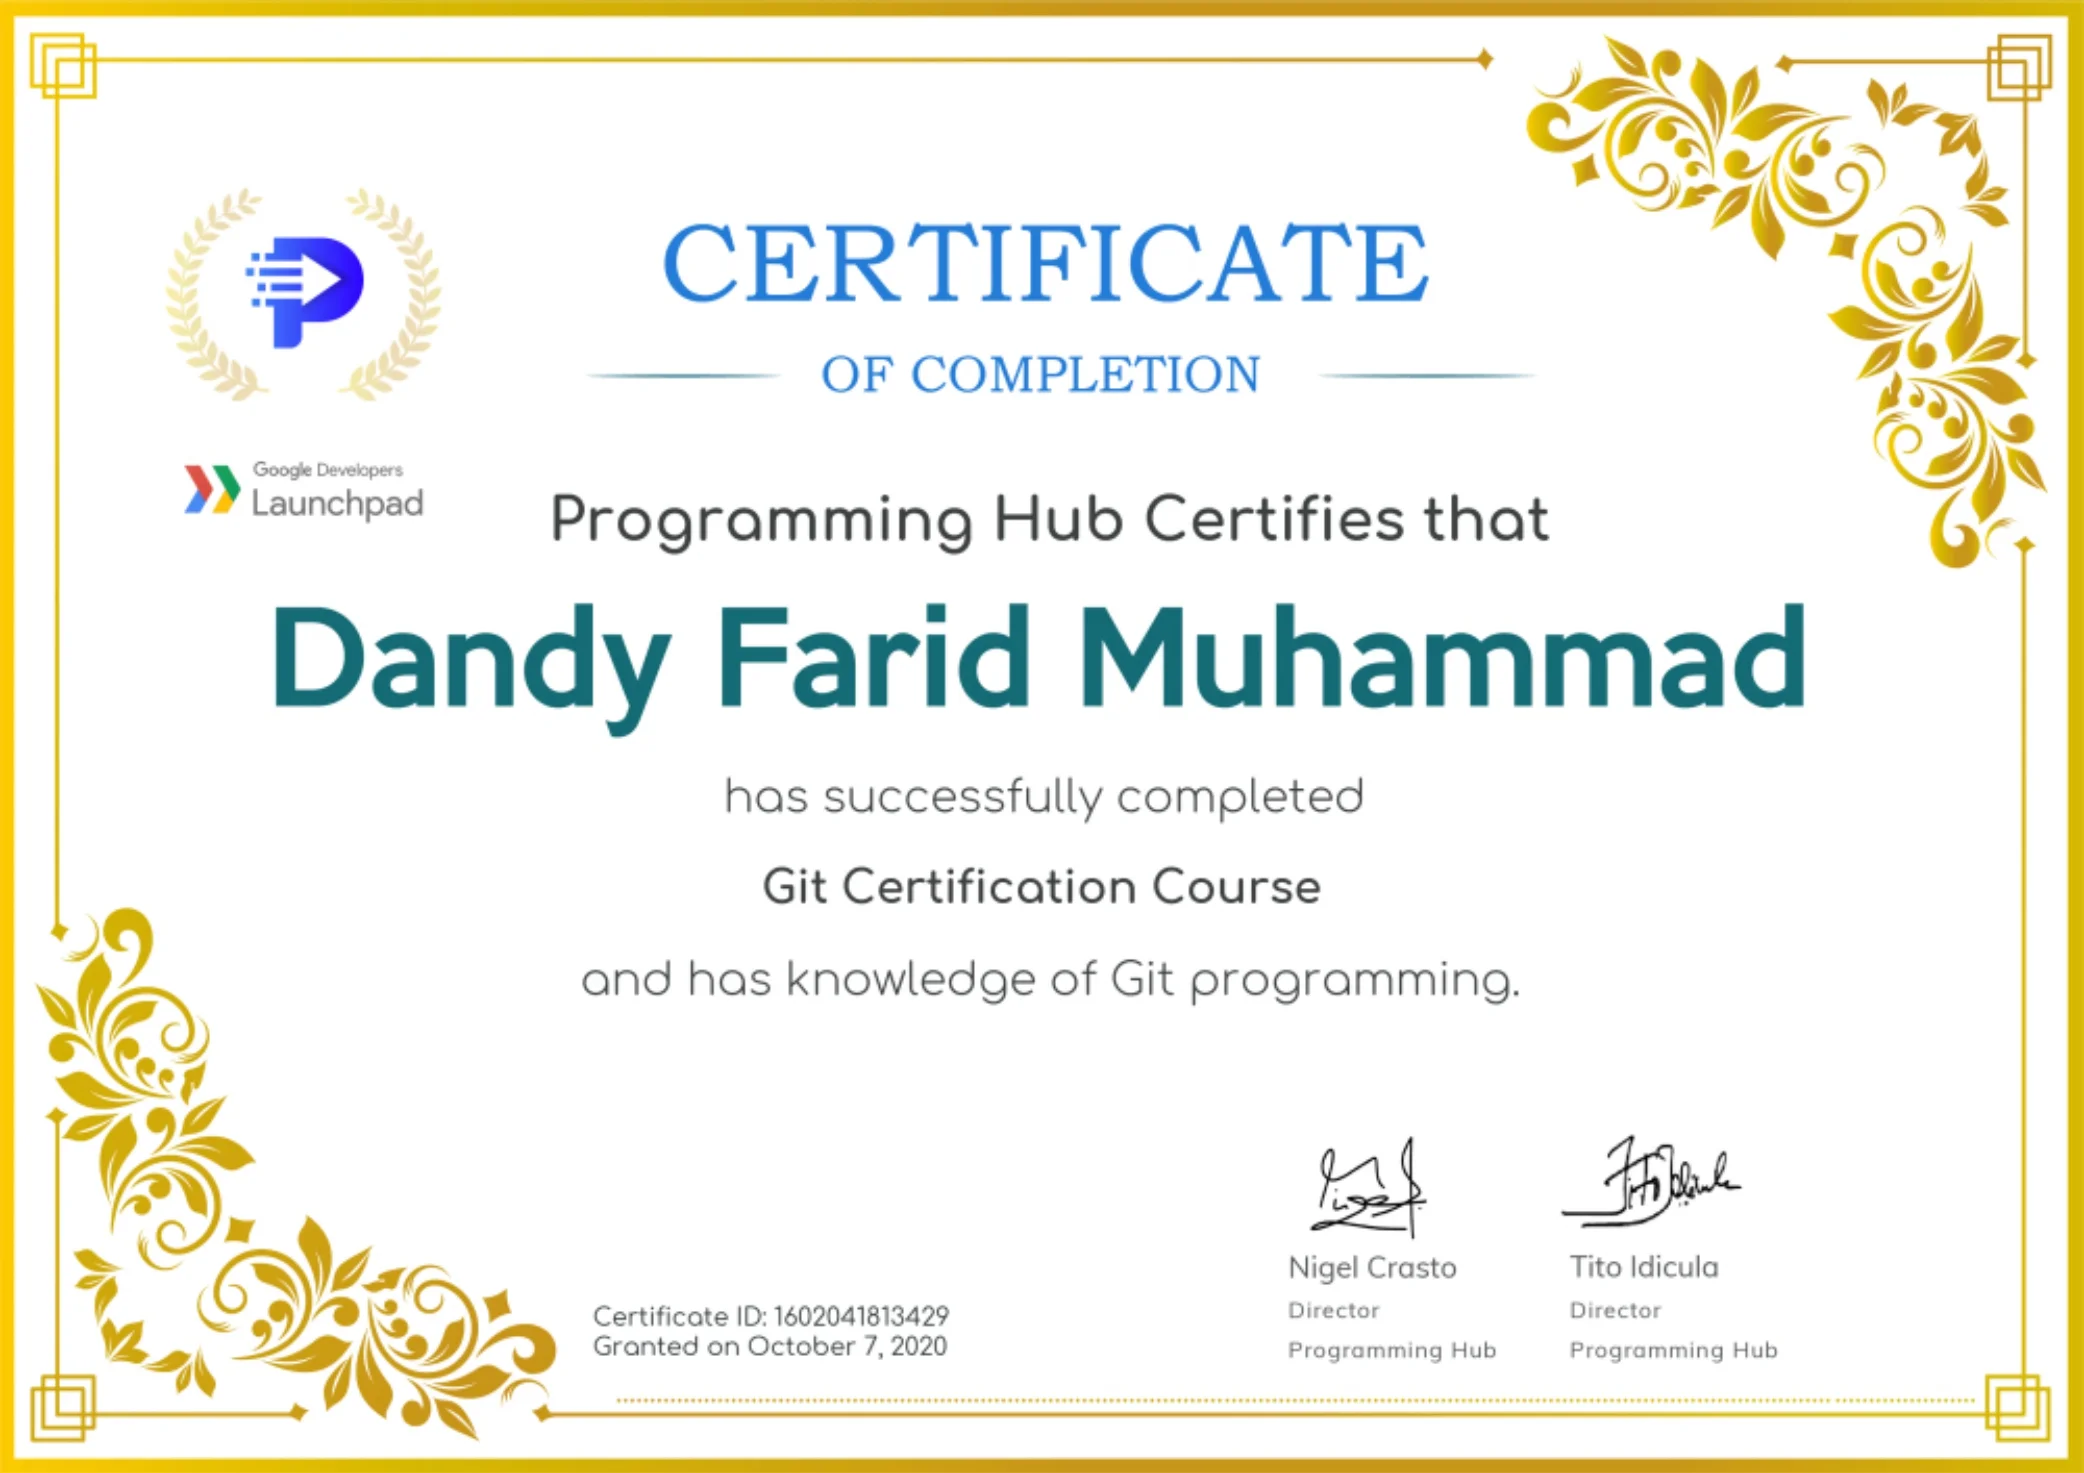 CERTIFICATE
OF COMPLETION
Google Developers
Launchpad
Programming Hub Certifies that
Dandy Farid Muhammad
has successfully completed
Git Certification Course
and has knowledge of Git programming.
Nigel Crasto
Director
Programming Hub
Tito Idicula
Director
Programming Hub
Certificate ID: 1602041813429
Granted on October 7, 2020